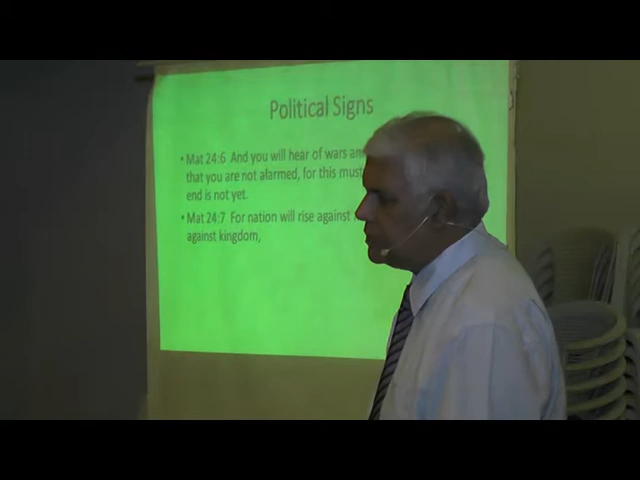 Political Signs
• Mat 24:6 And you will hear of wars
that you are not alarmed, for this must
end is not yet.
• Mat 24:7 For nation will rise against
against kingdom,